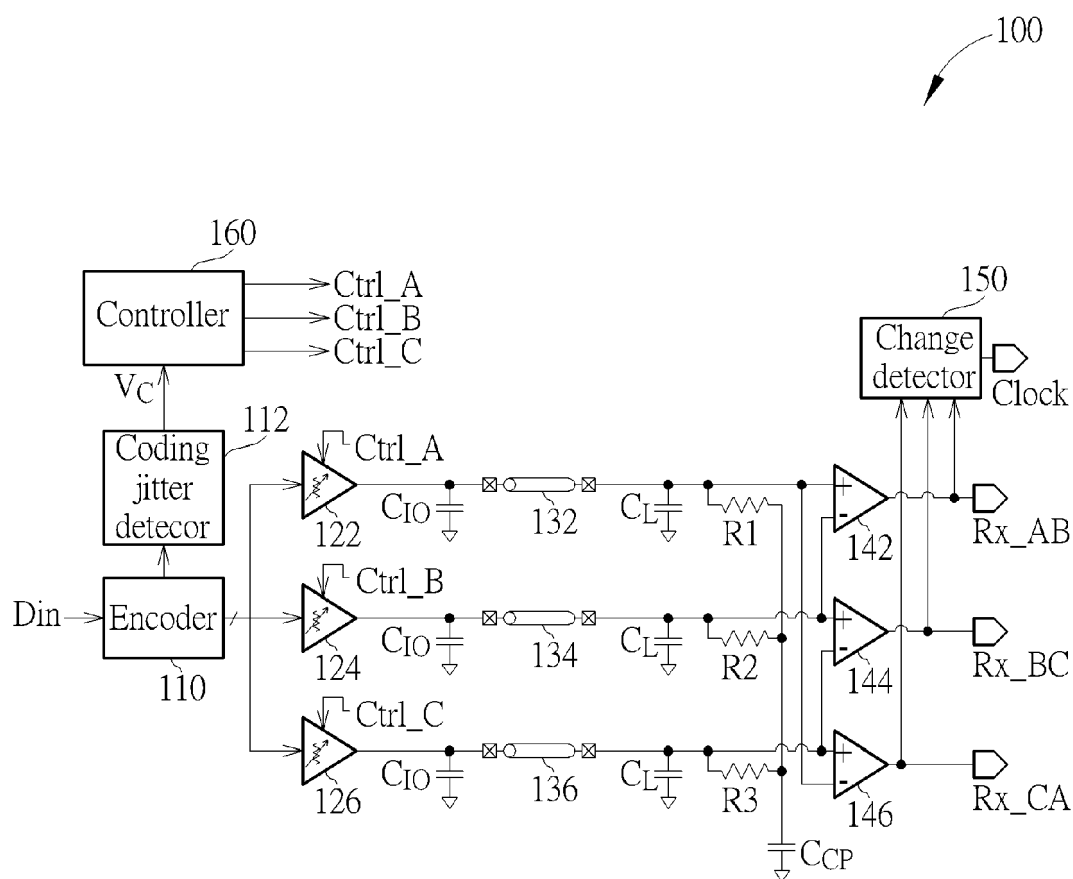 100
160
Controller
Ctrl_A
Ctrl_B
Ctrl_C
150
Change
detector
Clock
VC
112
Coding
jitter
detecor
Ctrl_A
122
CIO
132
CL
R1
142
Rx_AB
Din
Encoder
110
Ctrl_B
124
CIO
134
CL
R2
144
Rx_BC
Ctrl_C
126
CIO
136
CL
R3
146
Rx_CA
CCP
+
-
+
-
+
-